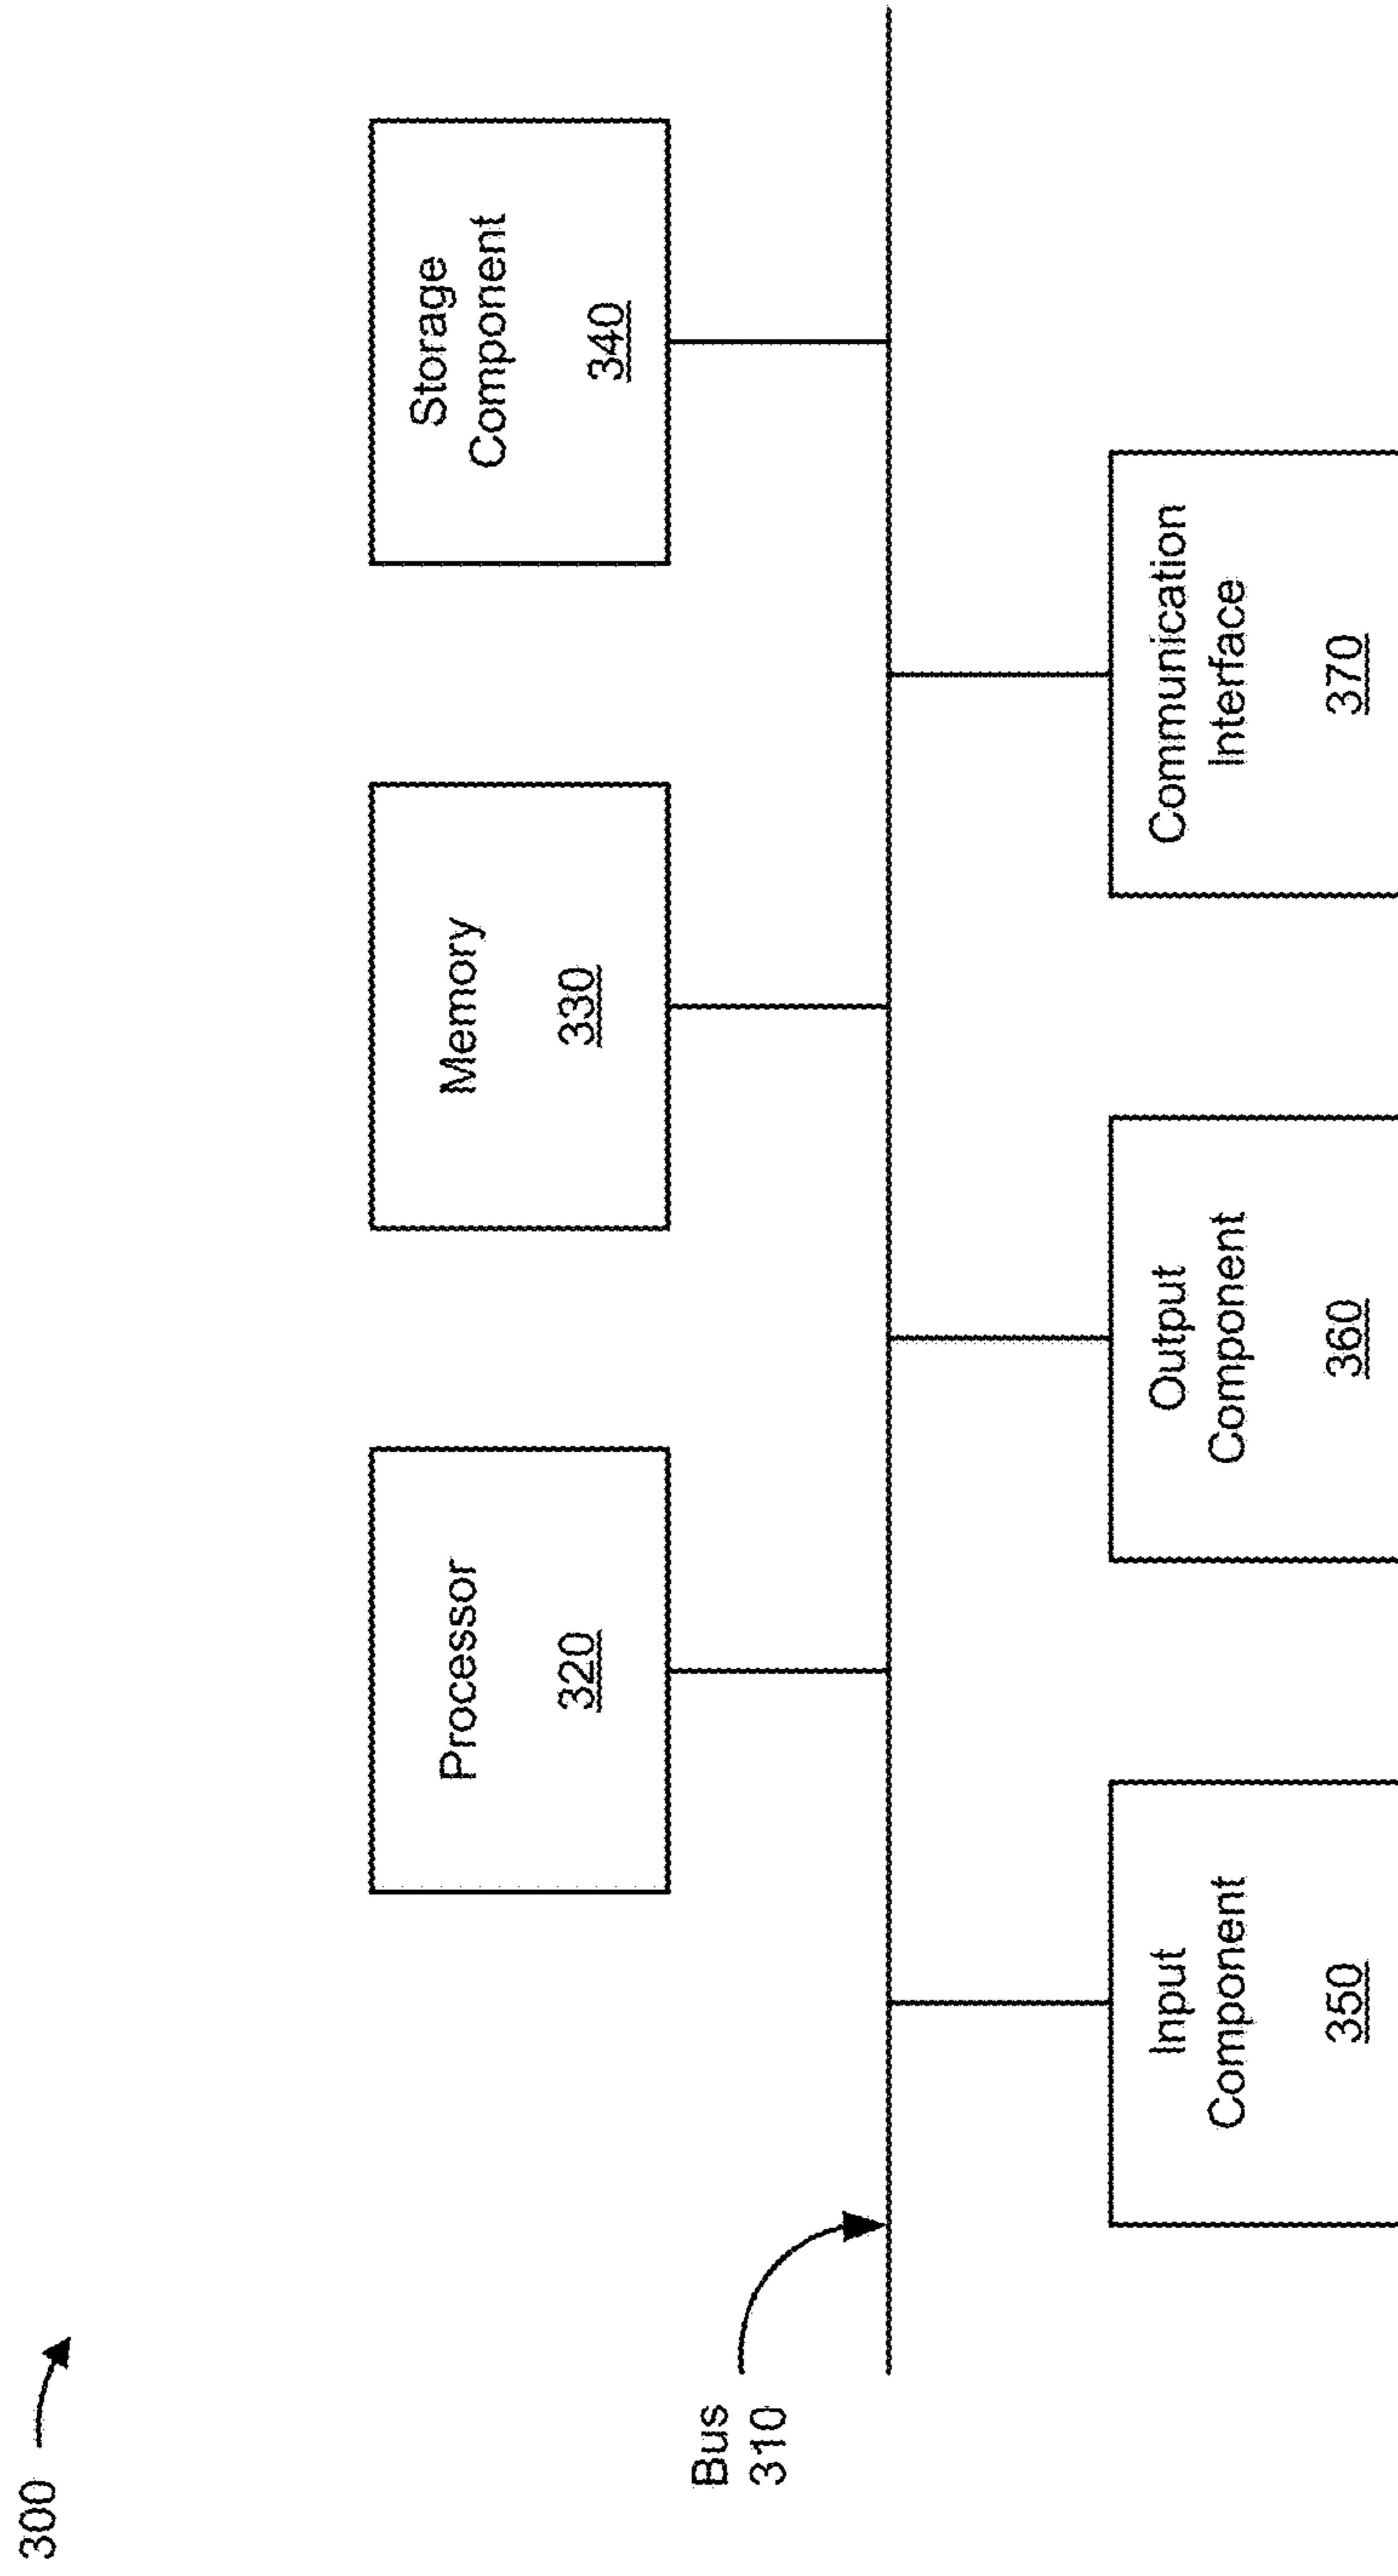 300
Processor
320
Memory
330
Storage
Component
340
Bus
310
Input
Component
350
Output
Component
360
Communication
Interface
370